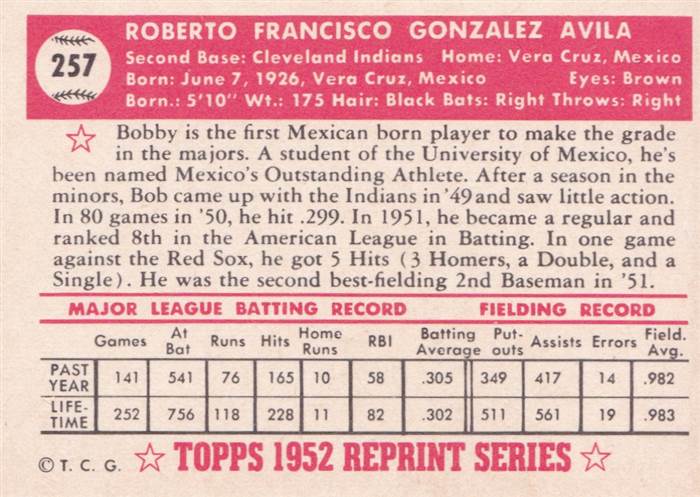 257
ROBERTO FRANCISCO GONZALEZ AVILA
Second Base: Cleveland Indians Home: Vera Cruz, Mexico
Born: June 7, 1926, Vera Cruz, Mexico Eyes: Brown
Born.: 5'10" Wt.: 175 Hair: Black Bats: Right Throws: Right
Bobby is the first Mexican born player to make the grade
in the majors. A student of the University of Mexico, he's
been named Mexico's Outstanding Athlete. After a season in the
minors, Bob came up with the Indians in '49 and saw little action.
In 80 games in '50, he hit .299. In 1951, he became a regular and
ranked 8th in the American League in Batting. In one game
against the Red Sox, he got 5 Hits (3 Homers, a Double, and a
Single). He was the second best-fielding 2nd Baseman in '51.
MAJOR LEAGUE BATTING RECORD FIELDING RECORD
Games At Bat Runs Hits Home Runs RBI Batting Average Put-outs Assists Errors Field. Avg.
PAST YEAR 141 541 76 165 10 58 .305 349 417 14 .982
LIFE-TIME 252 756 118 228 11 82 .302 511 561 19 .983
© T. C. G. TOPPS 1952 REPRINT SERIES